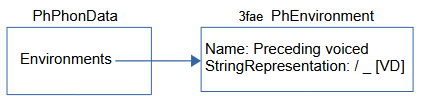 PhPhonData
3fae PhEnvironment
Environments
Name: Preceding voiced
StringRepresentation: / _ [VD]